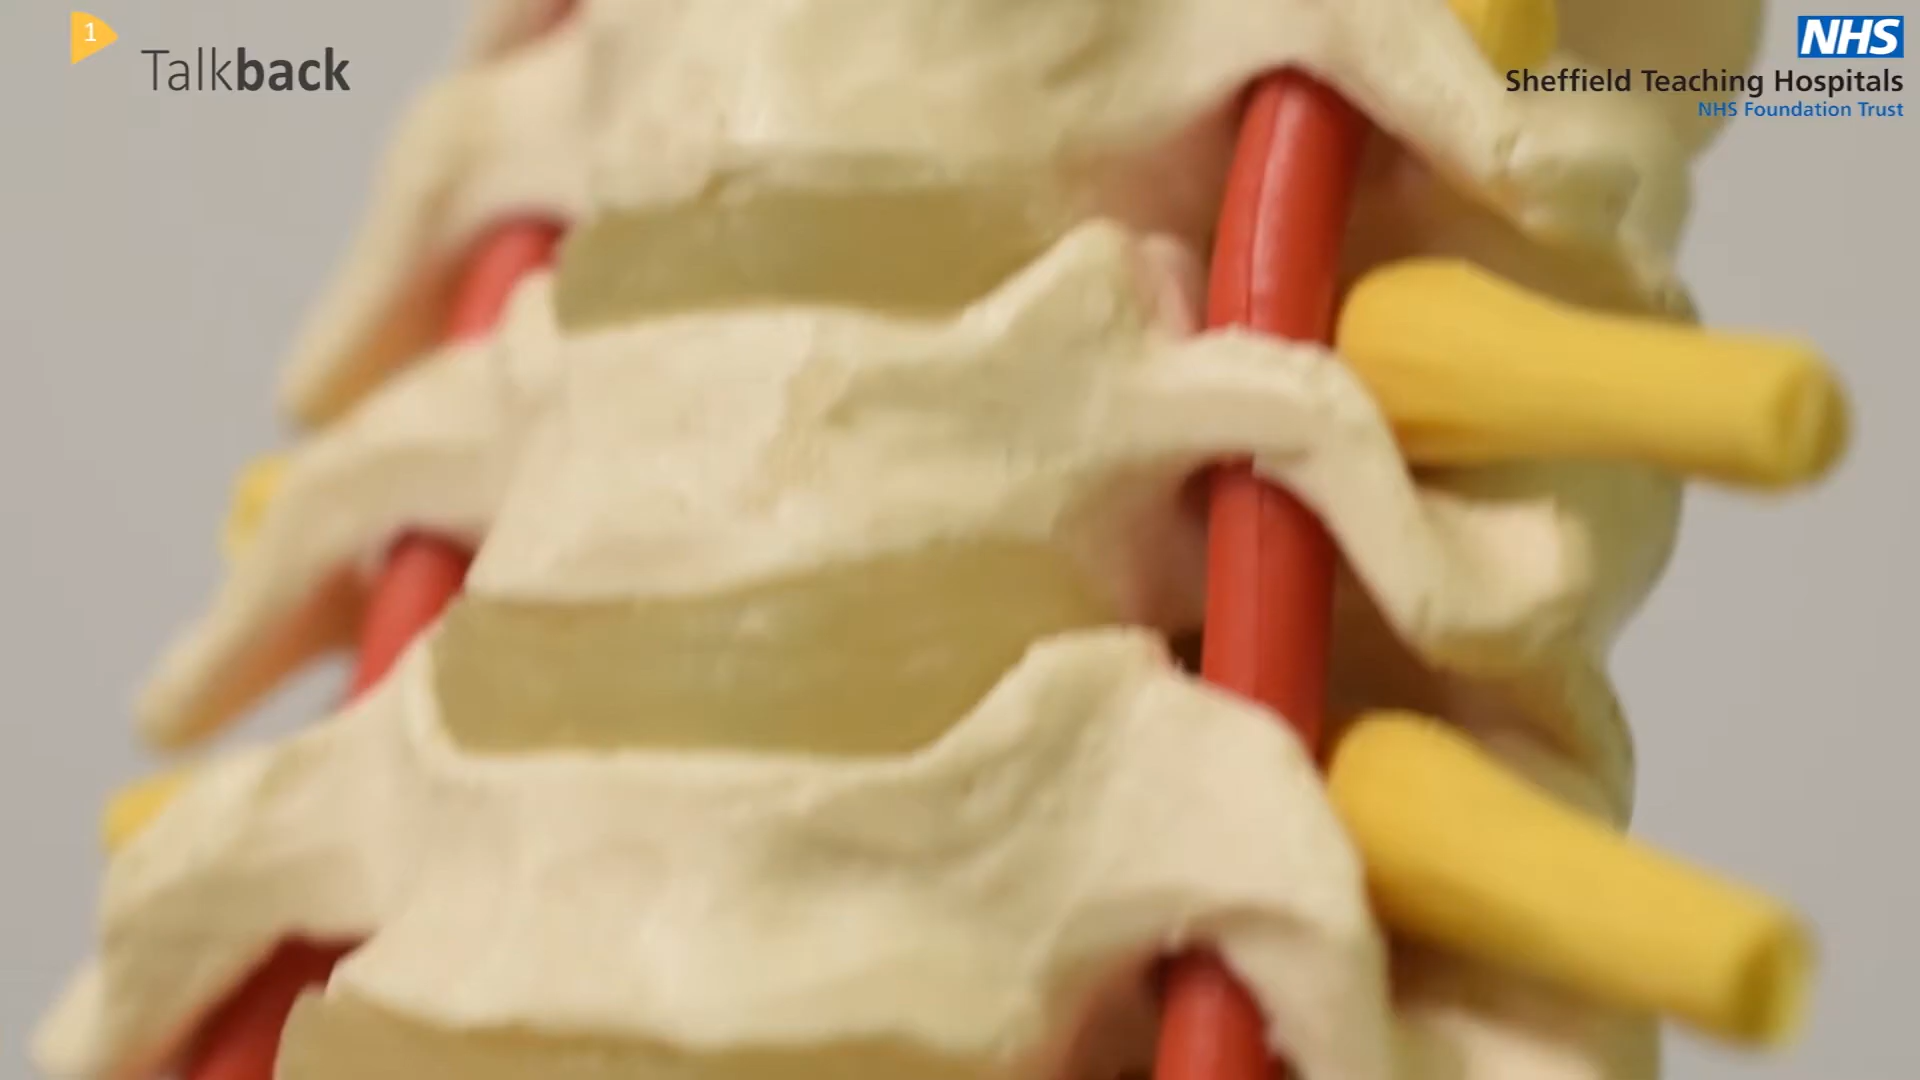 1
Talkback
NHS
Sheffield Teaching Hospitals
NHS Foundation Trust